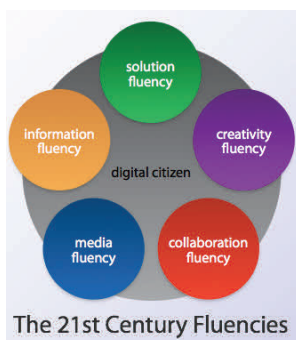 solution
fluency
information
fluency
creativity
fluency
digital citizen
media
fluency
collaboration
fluency
The 21st Century Fluencies